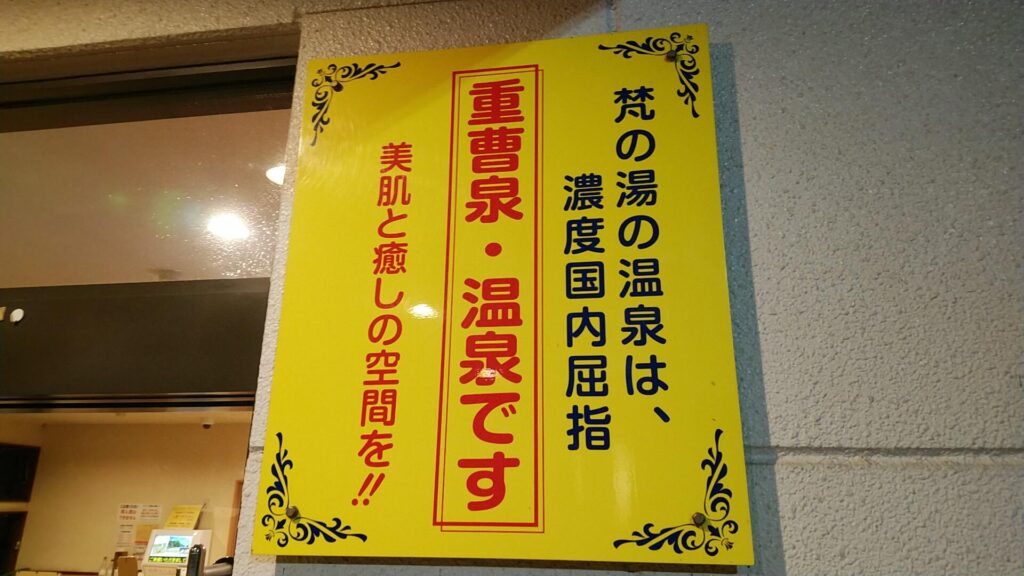 梵の湯の温泉は、
濃度国内屈指
重曹泉・温泉です
美肌と癒しの空間を!!